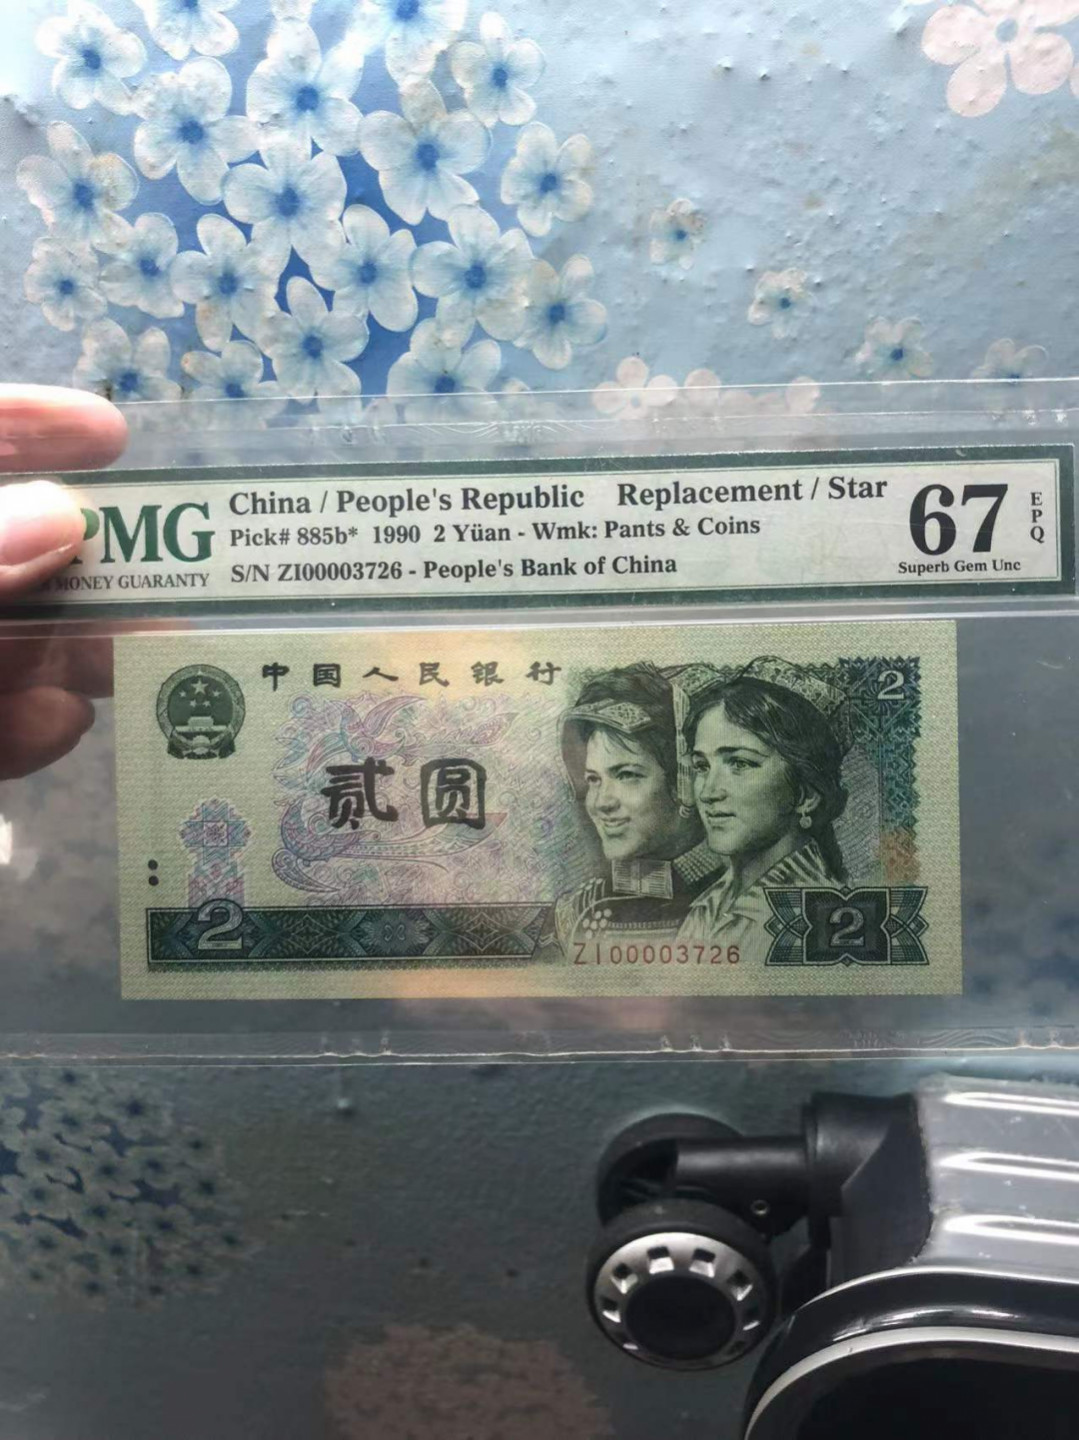 China / People's Republic Replacement / Star
PMG Pick# 885b* 1990 2 Yüan - Wmk: Pants & Coins 67 EPQ
MONEY GUARANTY S/N ZI00003726 - People's Bank of China Superb Gem Unc
中国人民银行
2
贰圆
2
2
ZI00003726